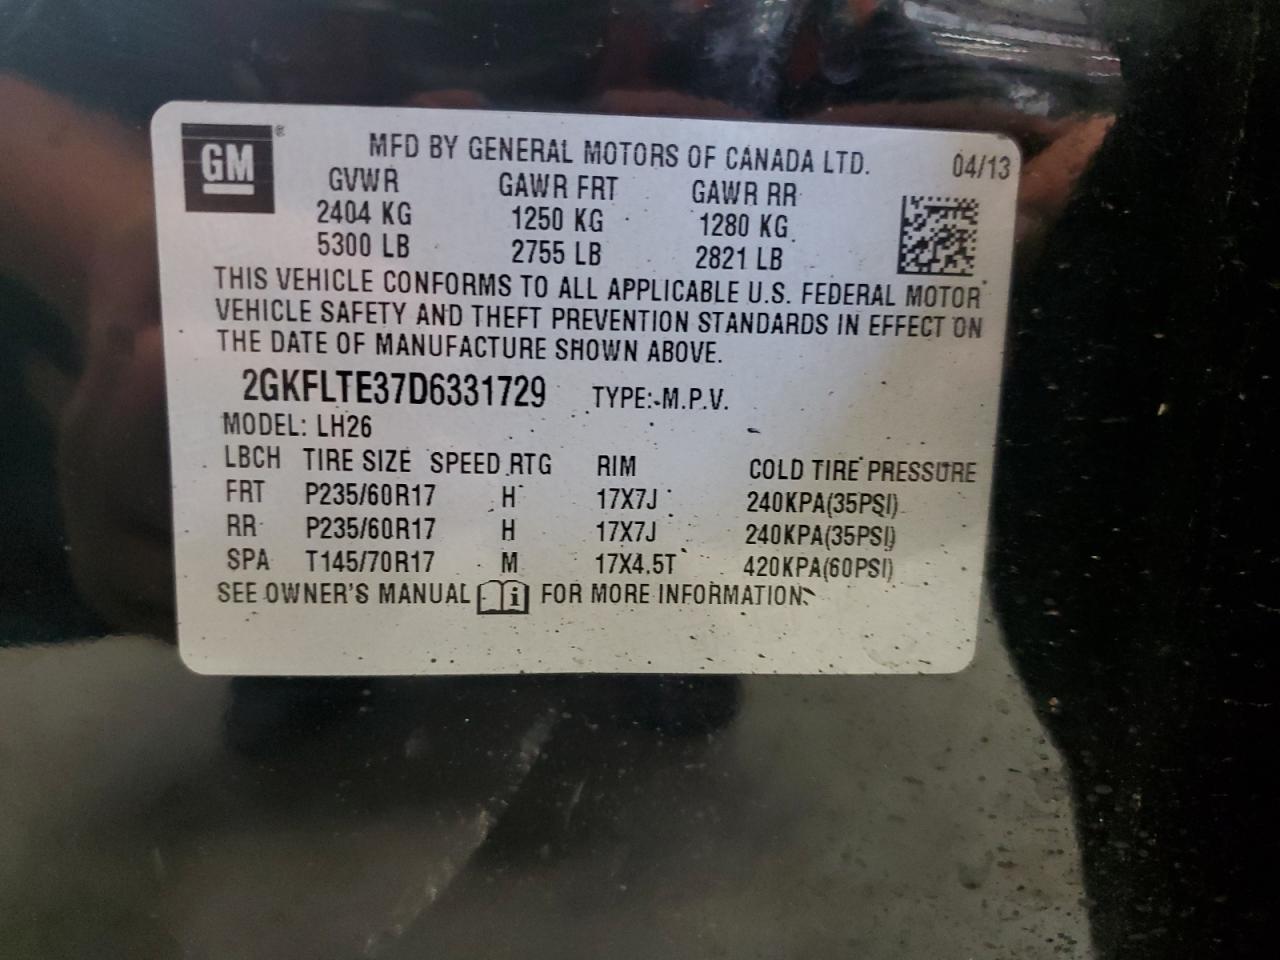 GM®
MFD BY GENERAL MOTORS OF CANADA LTD. 04/13
GVWR GAWR FRT GAWR RR
2404 KG 1250 KG 1280 KG
5300 LB 2755 LB 2821 LB
THIS VEHICLE CONFORMS TO ALL APPLICABLE U.S. FEDERAL MOTOR
VEHICLE SAFETY AND THEFT PREVENTION STANDARDS IN EFFECT ON
THE DATE OF MANUFACTURE SHOWN ABOVE.
2GKFLTE37D6331729 TYPE: M.P.V.
MODEL: LH26
LBCH TIRE SIZE SPEED RTG RIM COLD TIRE PRESSURE
FRT P235/60R17 H 17X7J 240KPA(35PSI)
RR P235/60R17 H 17X7J 240KPA(35PSI)
SPA T145/70R17 M 17X4.5T 420KPA(60PSI)
SEE OWNER'S MANUAL i FOR MORE INFORMATION.